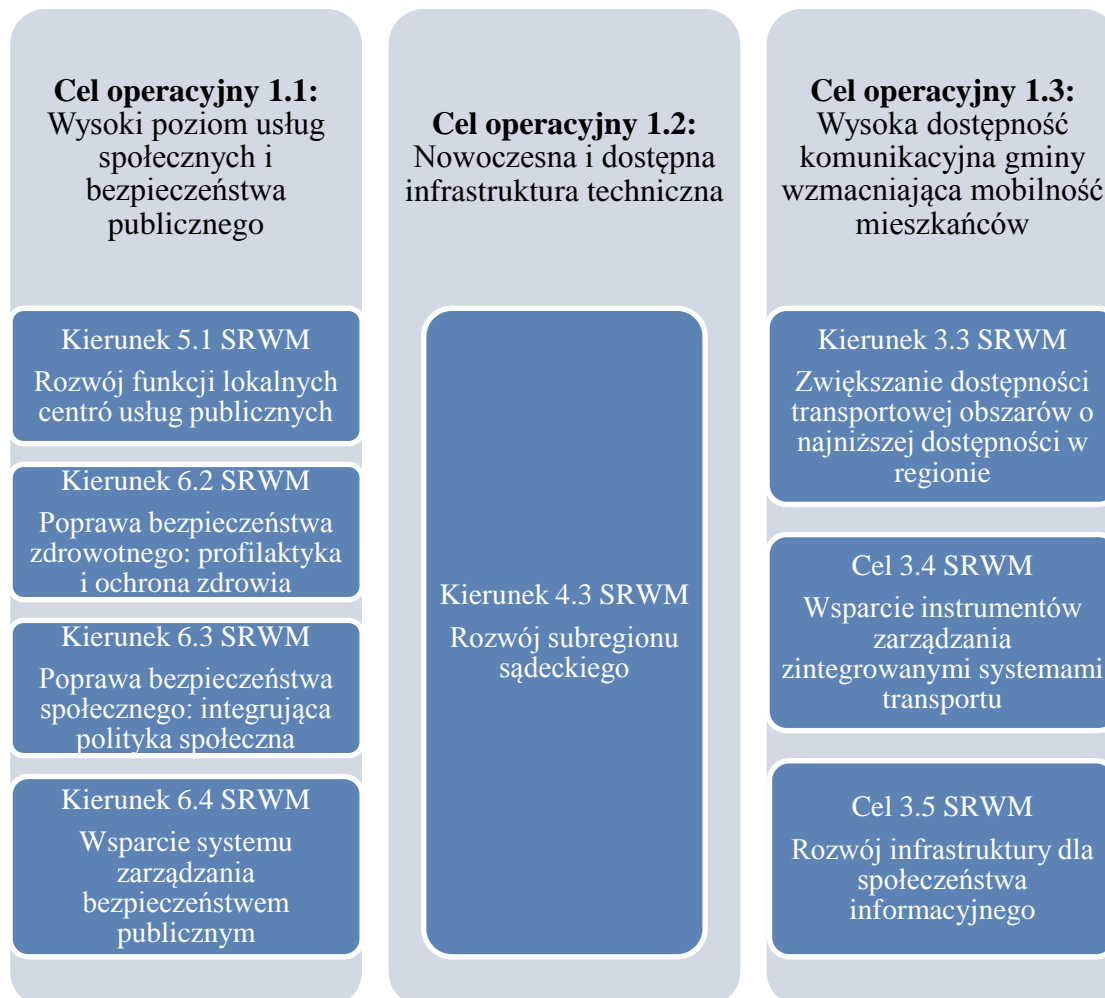 Cel operacyjny 1.1:
Wysoki poziom usług
społecznych i
bezpieczeństwa
publicznego
Kierunek 5.1 SRWM
Rozwój funkcji lokalnych
centró usług publicznych
Kierunek 6.2 SRWM
Poprawa bezpieczeństwa
zdrowotnego: profilaktyka
i ochrona zdrowia
Kierunek 6.3 SRWM
Poprawa bezpieczeństwa
społecznego: integrująca
polityka społeczna
Kierunek 6.4 SRWM
Wsparcie systemu
zarządzania
bezpieczeństwem
publicznym
Cel operacyjny 1.2:
Nowoczesna i dostępna
infrastruktura techniczna
Kierunek 4.3 SRWM
Rozwój subregionu
sądeckiego
Cel operacyjny 1.3:
Wysoka dostępność
komunikacyjna gminy
wzmacniająca mobilność
mieszkańców
Kierunek 3.3 SRWM
Zwiększanie dostępności
transportowej obszarów o
najniższej dostępności w
regionie
Cel 3.4 SRWM
Wsparcie instrumentów
zarządzania
zintegrowanymi systemami
transportu
Cel 3.5 SRWM
Rozwój infrastruktury dla
społeczeństwa
informacyjnego